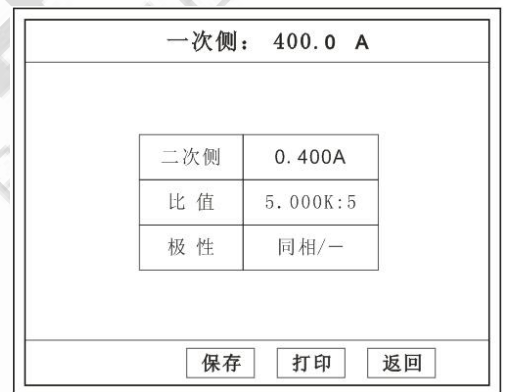 一次侧： 400.0 A
二次侧 0.400A
比 值 5.000K:5
极 性 同相/－
保存 打印 返回